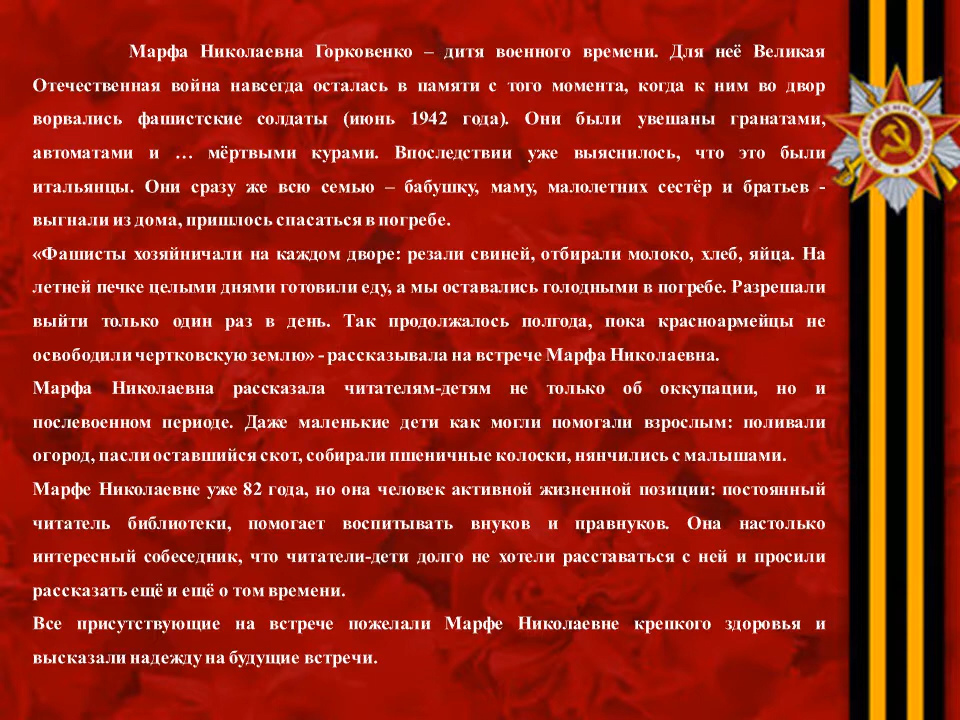 Марфа Николаевна Горковенко – дитя военного времени. Для неё Великая
Отечественная война навсегда осталась в памяти с того момента, когда к ним во двор
ворвались фашистские солдаты (июнь 1942 года). Они были увешаны гранатами,
автоматами и … мёртвыми курами. Впоследствии уже выяснилось, что это были
итальянцы. Они сразу же всю семью – бабушку, маму, малолетних сестёр и братьев -
выгнали из дома, пришлось спасаться в погребе.
«Фашисты хозяйничали на каждом дворе: резали свиней, отбирали молоко, хлеб, яйца. На
летней печке целыми днями готовили еду, а мы оставались голодными в погребе. Разрешали
выйти только один раз в день. Так продолжалось полгода, пока красноармейцы не
освободили чертковскую землю» - рассказывала на встрече Марфа Николаевна.
Марфа Николаевна рассказала читателям-детям не только об оккупации, но и
послевоенном периоде. Даже маленькие дети как могли помогали взрослым: поливали
огород, пасли оставшийся скот, собирали пшеничные колоски, нянчились с малышами.
Марфе Николаевне уже 82 года, но она человек активной жизненной позиции: постоянный
читатель библиотеки, помогает воспитывать внуков и правнуков. Она настолько
интересный собеседник, что читатели-дети долго не хотели расставаться с ней и просили
рассказать ещё и ещё о том времени.
Все присутствующие на встрече пожелали Марфе Николаевне крепкого здоровья и
высказали надежду на будущие встречи.